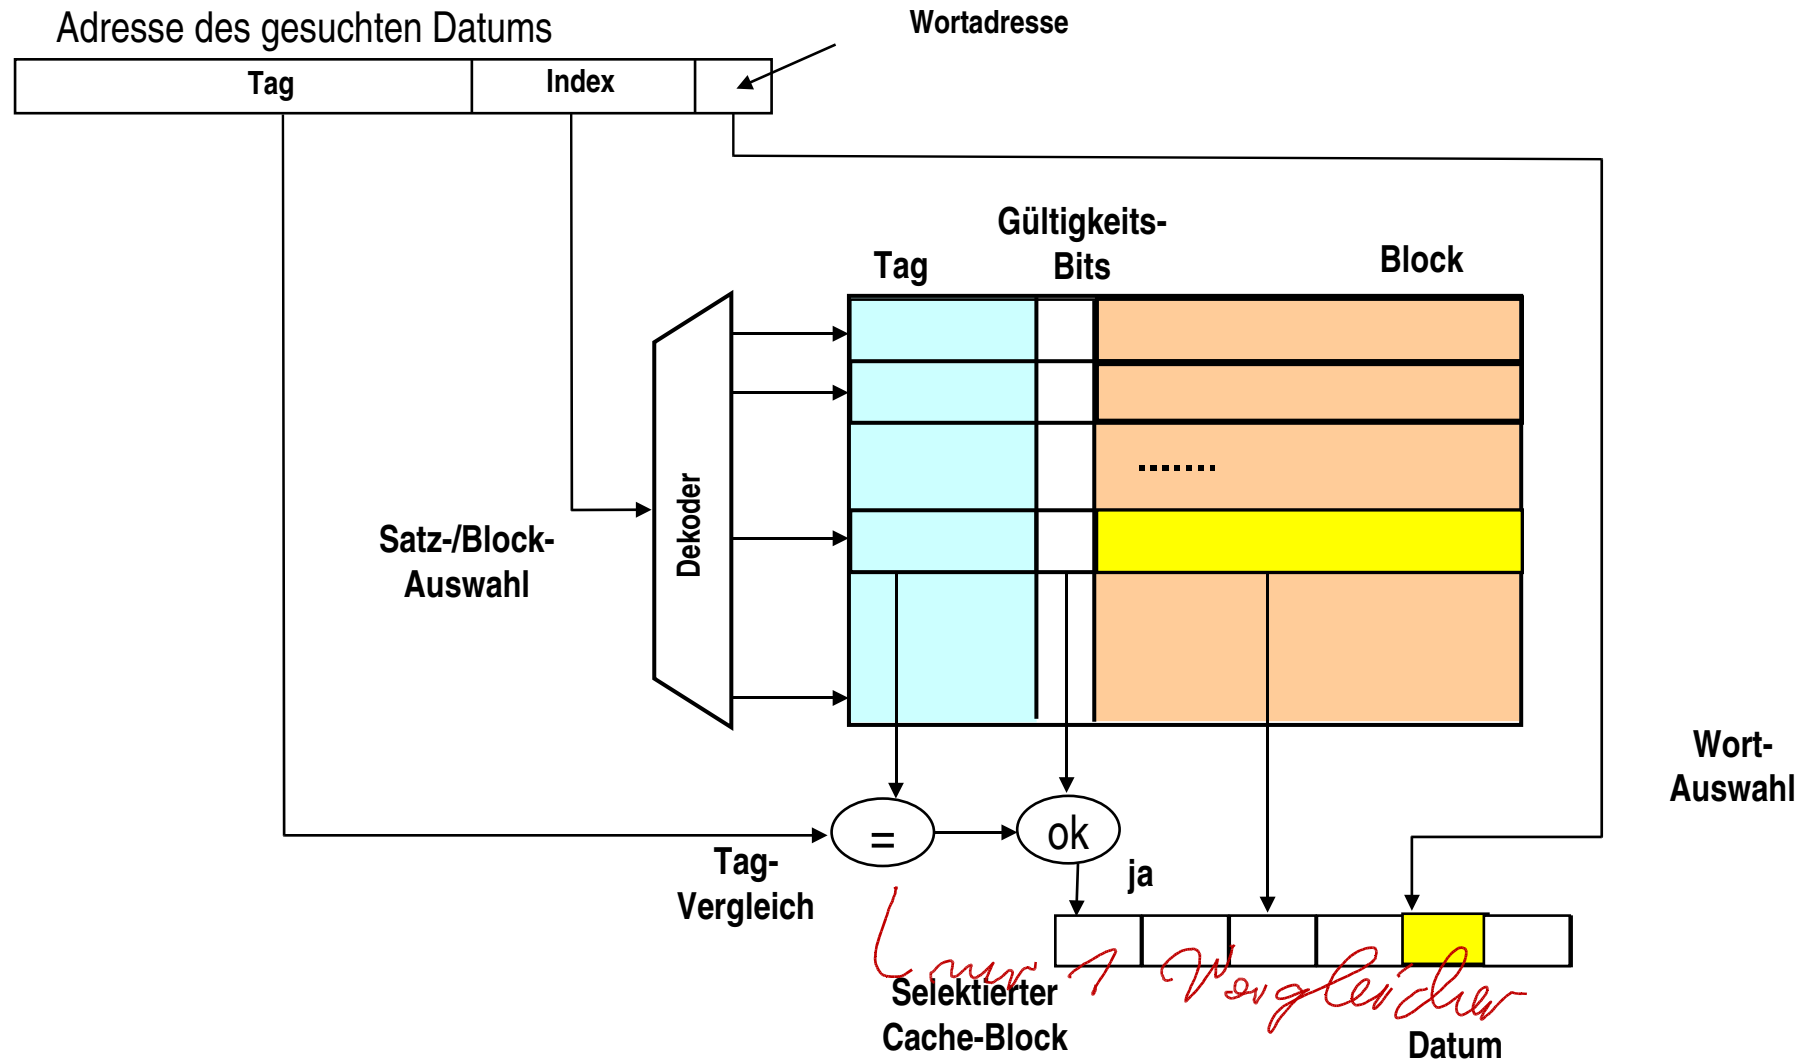 Wortadresse
Adresse des gesuchten Datums
Tag
Index
Gültigkeits-
Bits
Tag
Block
Dekoder
Satz-/Block-
Auswahl
Wort-
Auswahl
=
ok
ja
Tag-
Vergleich
nur 1 Vergleicher
Selektierter
Cache-Block
Datum